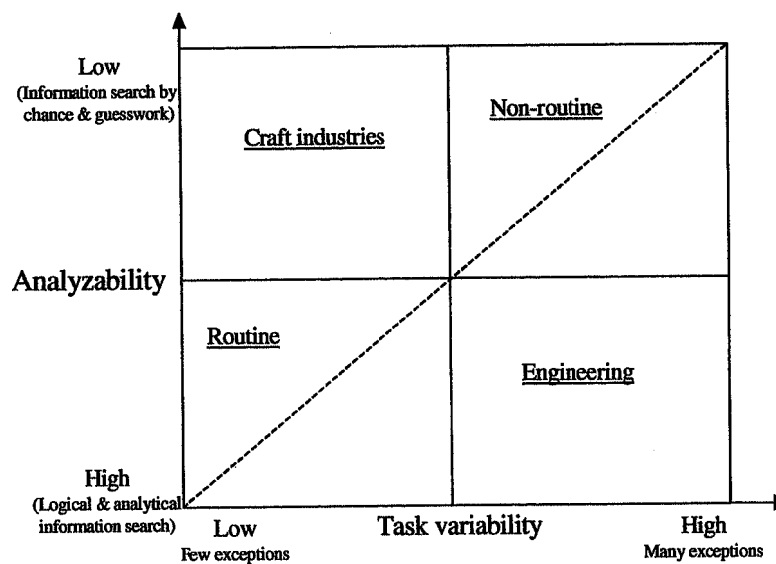 Low
(Information search by
chance & guesswork)
Non-routine
Craft industries
Analyzability
Routine
Engineering
High
(Logical & analytical
information search)
Low
Task variability
High
Few exceptions
Many exceptions